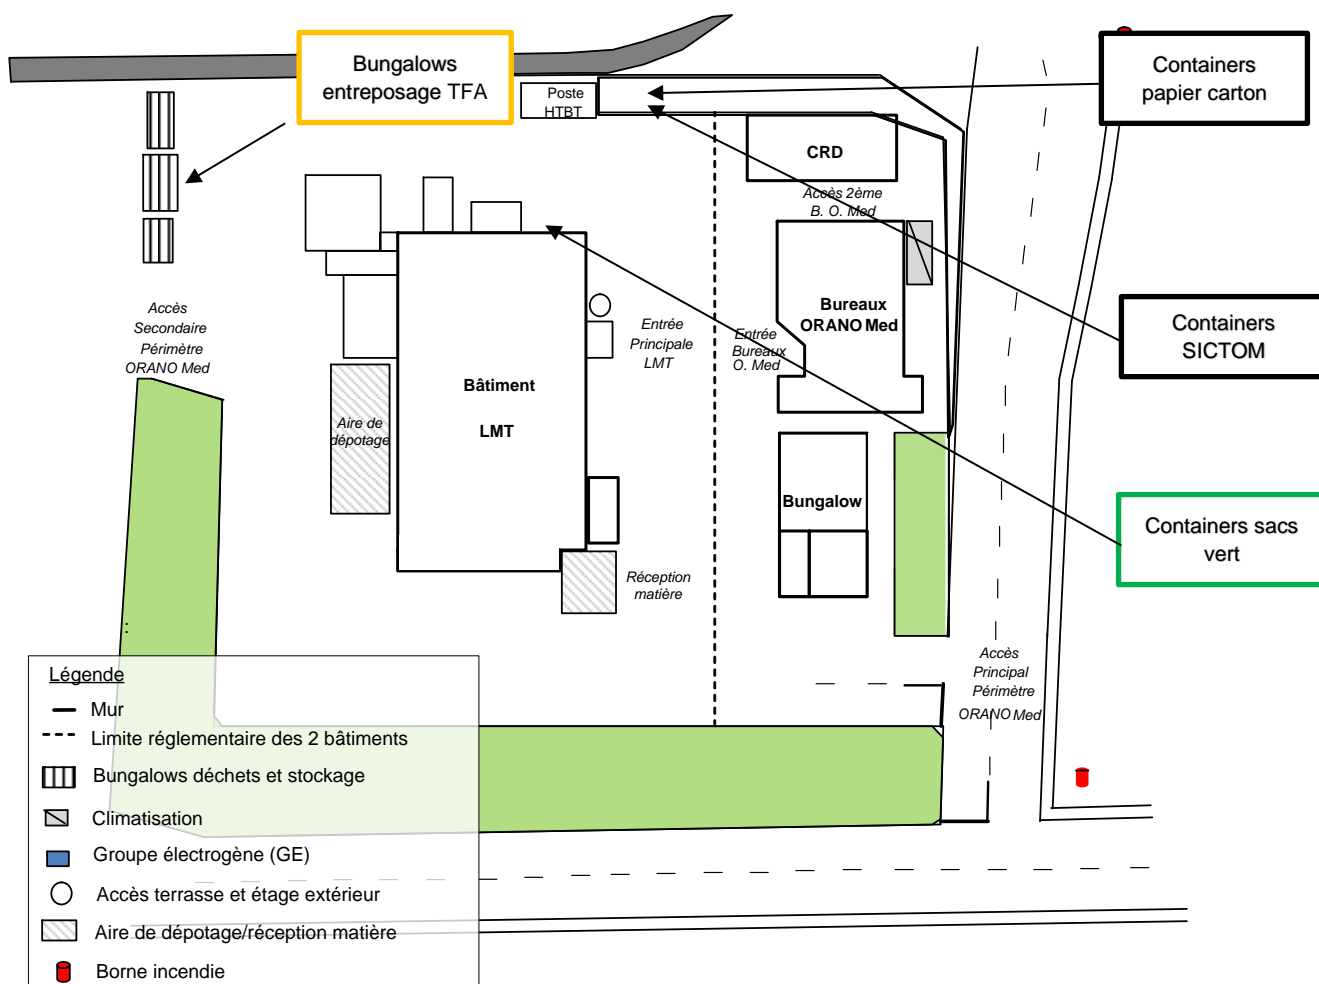 Bungalows
entreposage TFA
Poste
HTBT
Containers
papier carton
CRD
Accès 2ème
B. O. Med
Accès
Secondaire
Périmètre
ORANO Med
Bureaux
ORANO Med
Entrée
Principale
LMT
Entrée
Bureaux
O. Med
Containers
SICTOM
Bâtiment
LMT
Aire de
dépotage
Bungalow
Containers sacs
vert
Réception
matière
:
Accès
Principal
Périmètre
ORANO Med
Légende
Mur
Limite réglementaire des 2 bâtiments
Bungalows déchets et stockage
Climatisation
Groupe électrogène (GE)
Accès terrasse et étage extérieur
Aire de dépotage/réception matière
Borne incendie